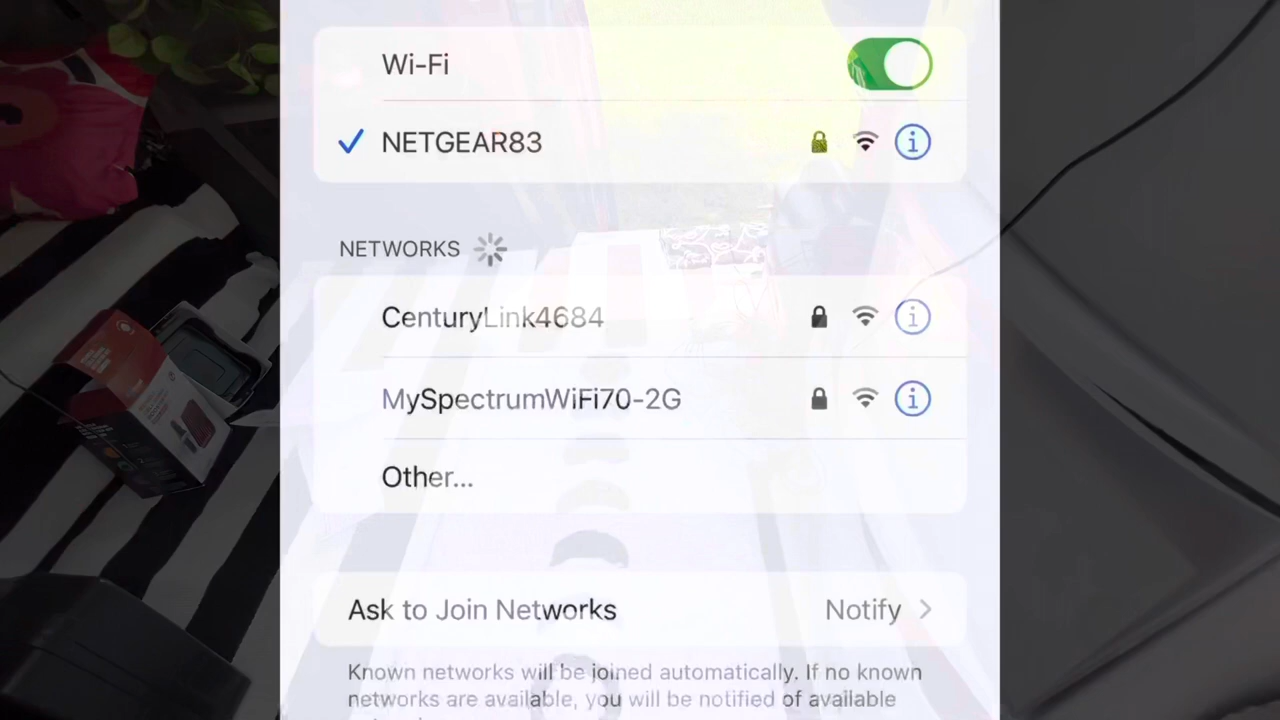 Wi-Fi
NETGEAR83
NETWORKS
CenturyLink4684
MySpectrumWiFi70-2G
Other...
Ask to Join Networks Notify
Known networks will be joined automatically. If no known
networks are available, you will be notified of available